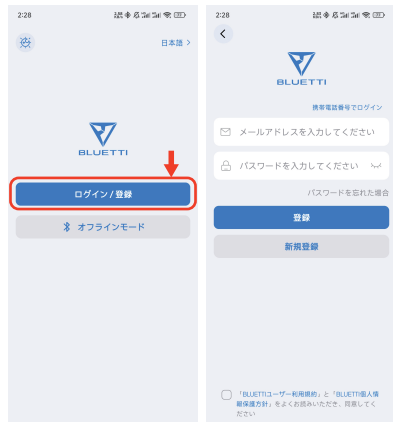 2:28
日本語 >
BLUETTI
ログイン / 登録
オフラインモード
2:28
BLUETTI
携帯電話番号でログイン
メールアドレスを入力してください
パスワードを入力してください
パスワードを忘れた場合
登録
新規登録
「BLUETTIユーザー利用規約」と「BLUETTI個人情
報保護方針」をよくお読みいただき、同意してく
ださい